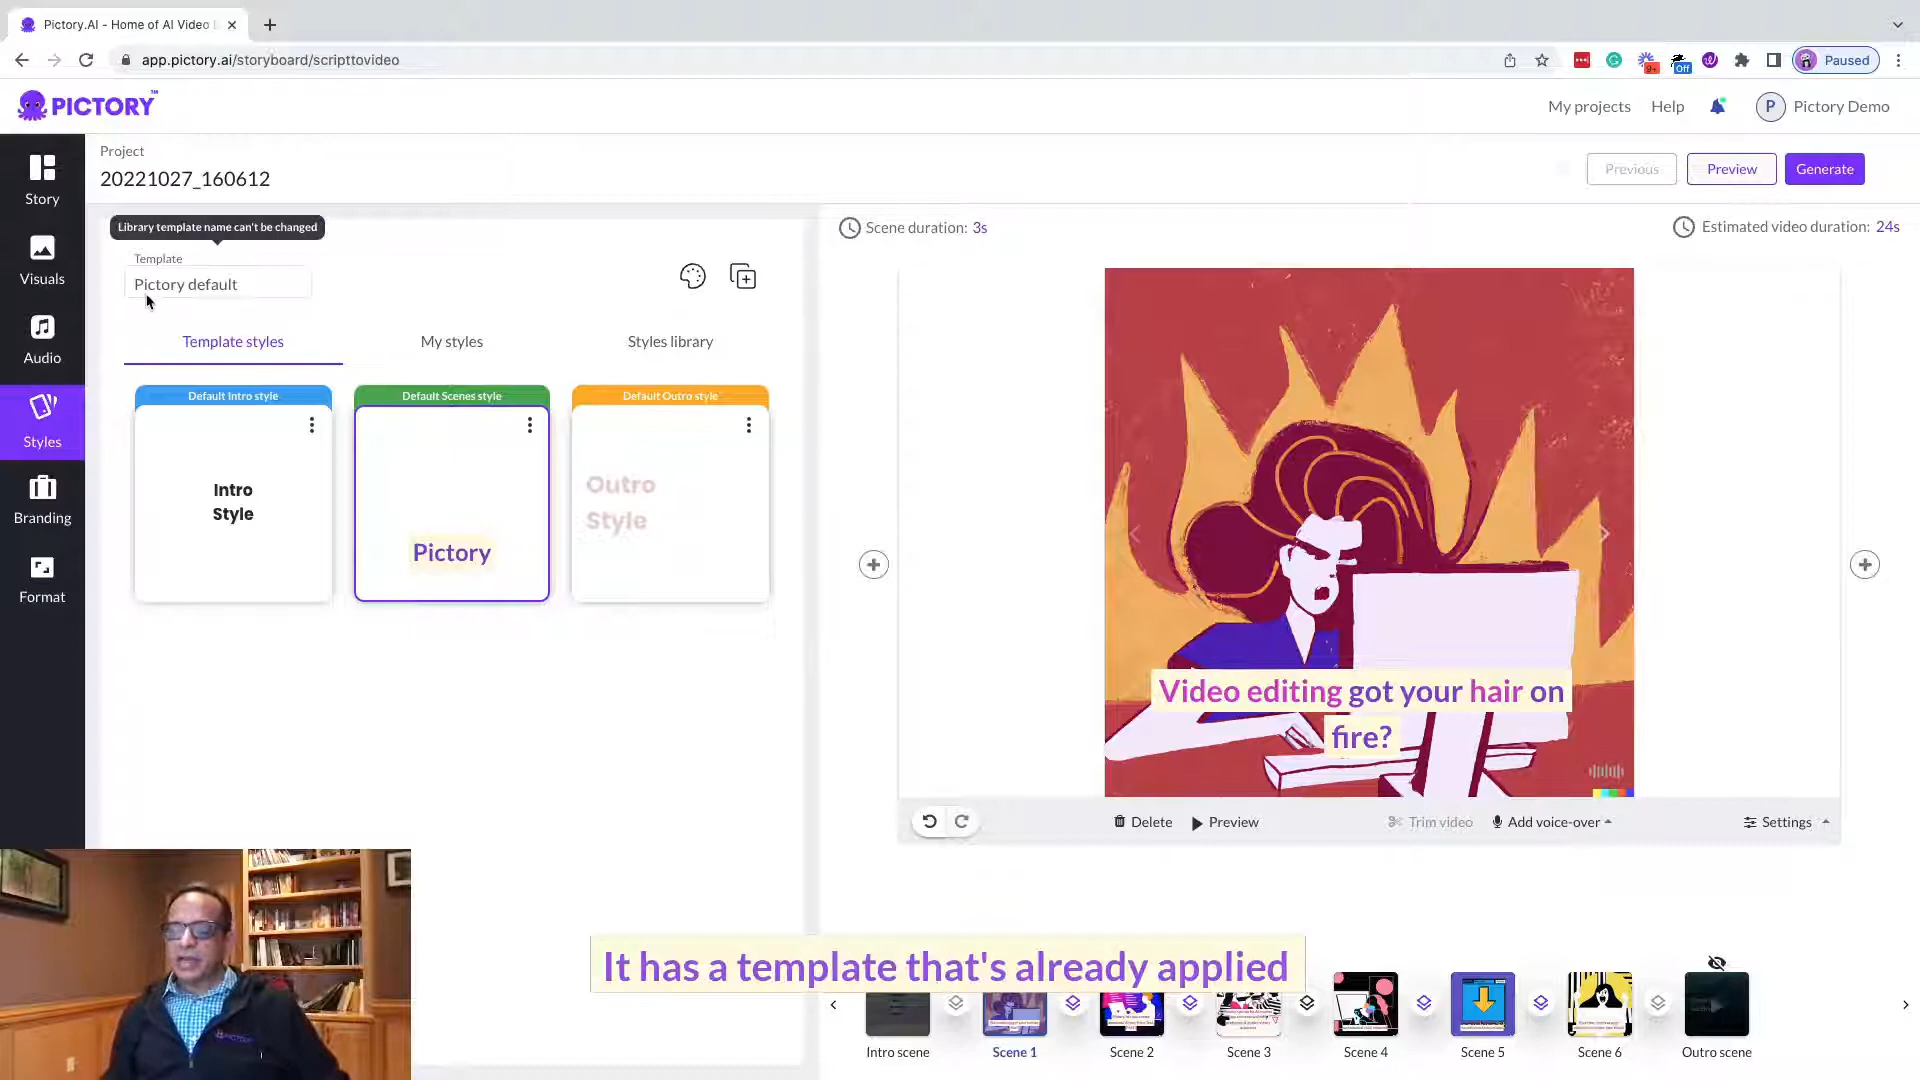 Pictory.AI - Home of AI Video
app.pictory.ai/storyboard/scripttovideo
9+
Off
Paused
PICTORY™
My projects
Help
P
Pictory Demo
Project
20221027_160612
Previous
Preview
Generate
Story
Visuals
Audio
Styles
Branding
Format
Library template name can't be changed
Template
Pictory default
Template styles
My styles
Styles library
Default Intro style
Default Scenes style
Default Outro style
Intro
Style
Pictory
Outro
Style
Scene duration: 3s
Estimated video duration: 24s
Video editing got your hair on
fire?
Delete
Preview
Trim video
Add voice-over
Settings
It has a template that's already applied
Intro scene
Scene 1
Scene 2
Scene 3
Scene 4
Scene 5
Scene 6
Outro scene